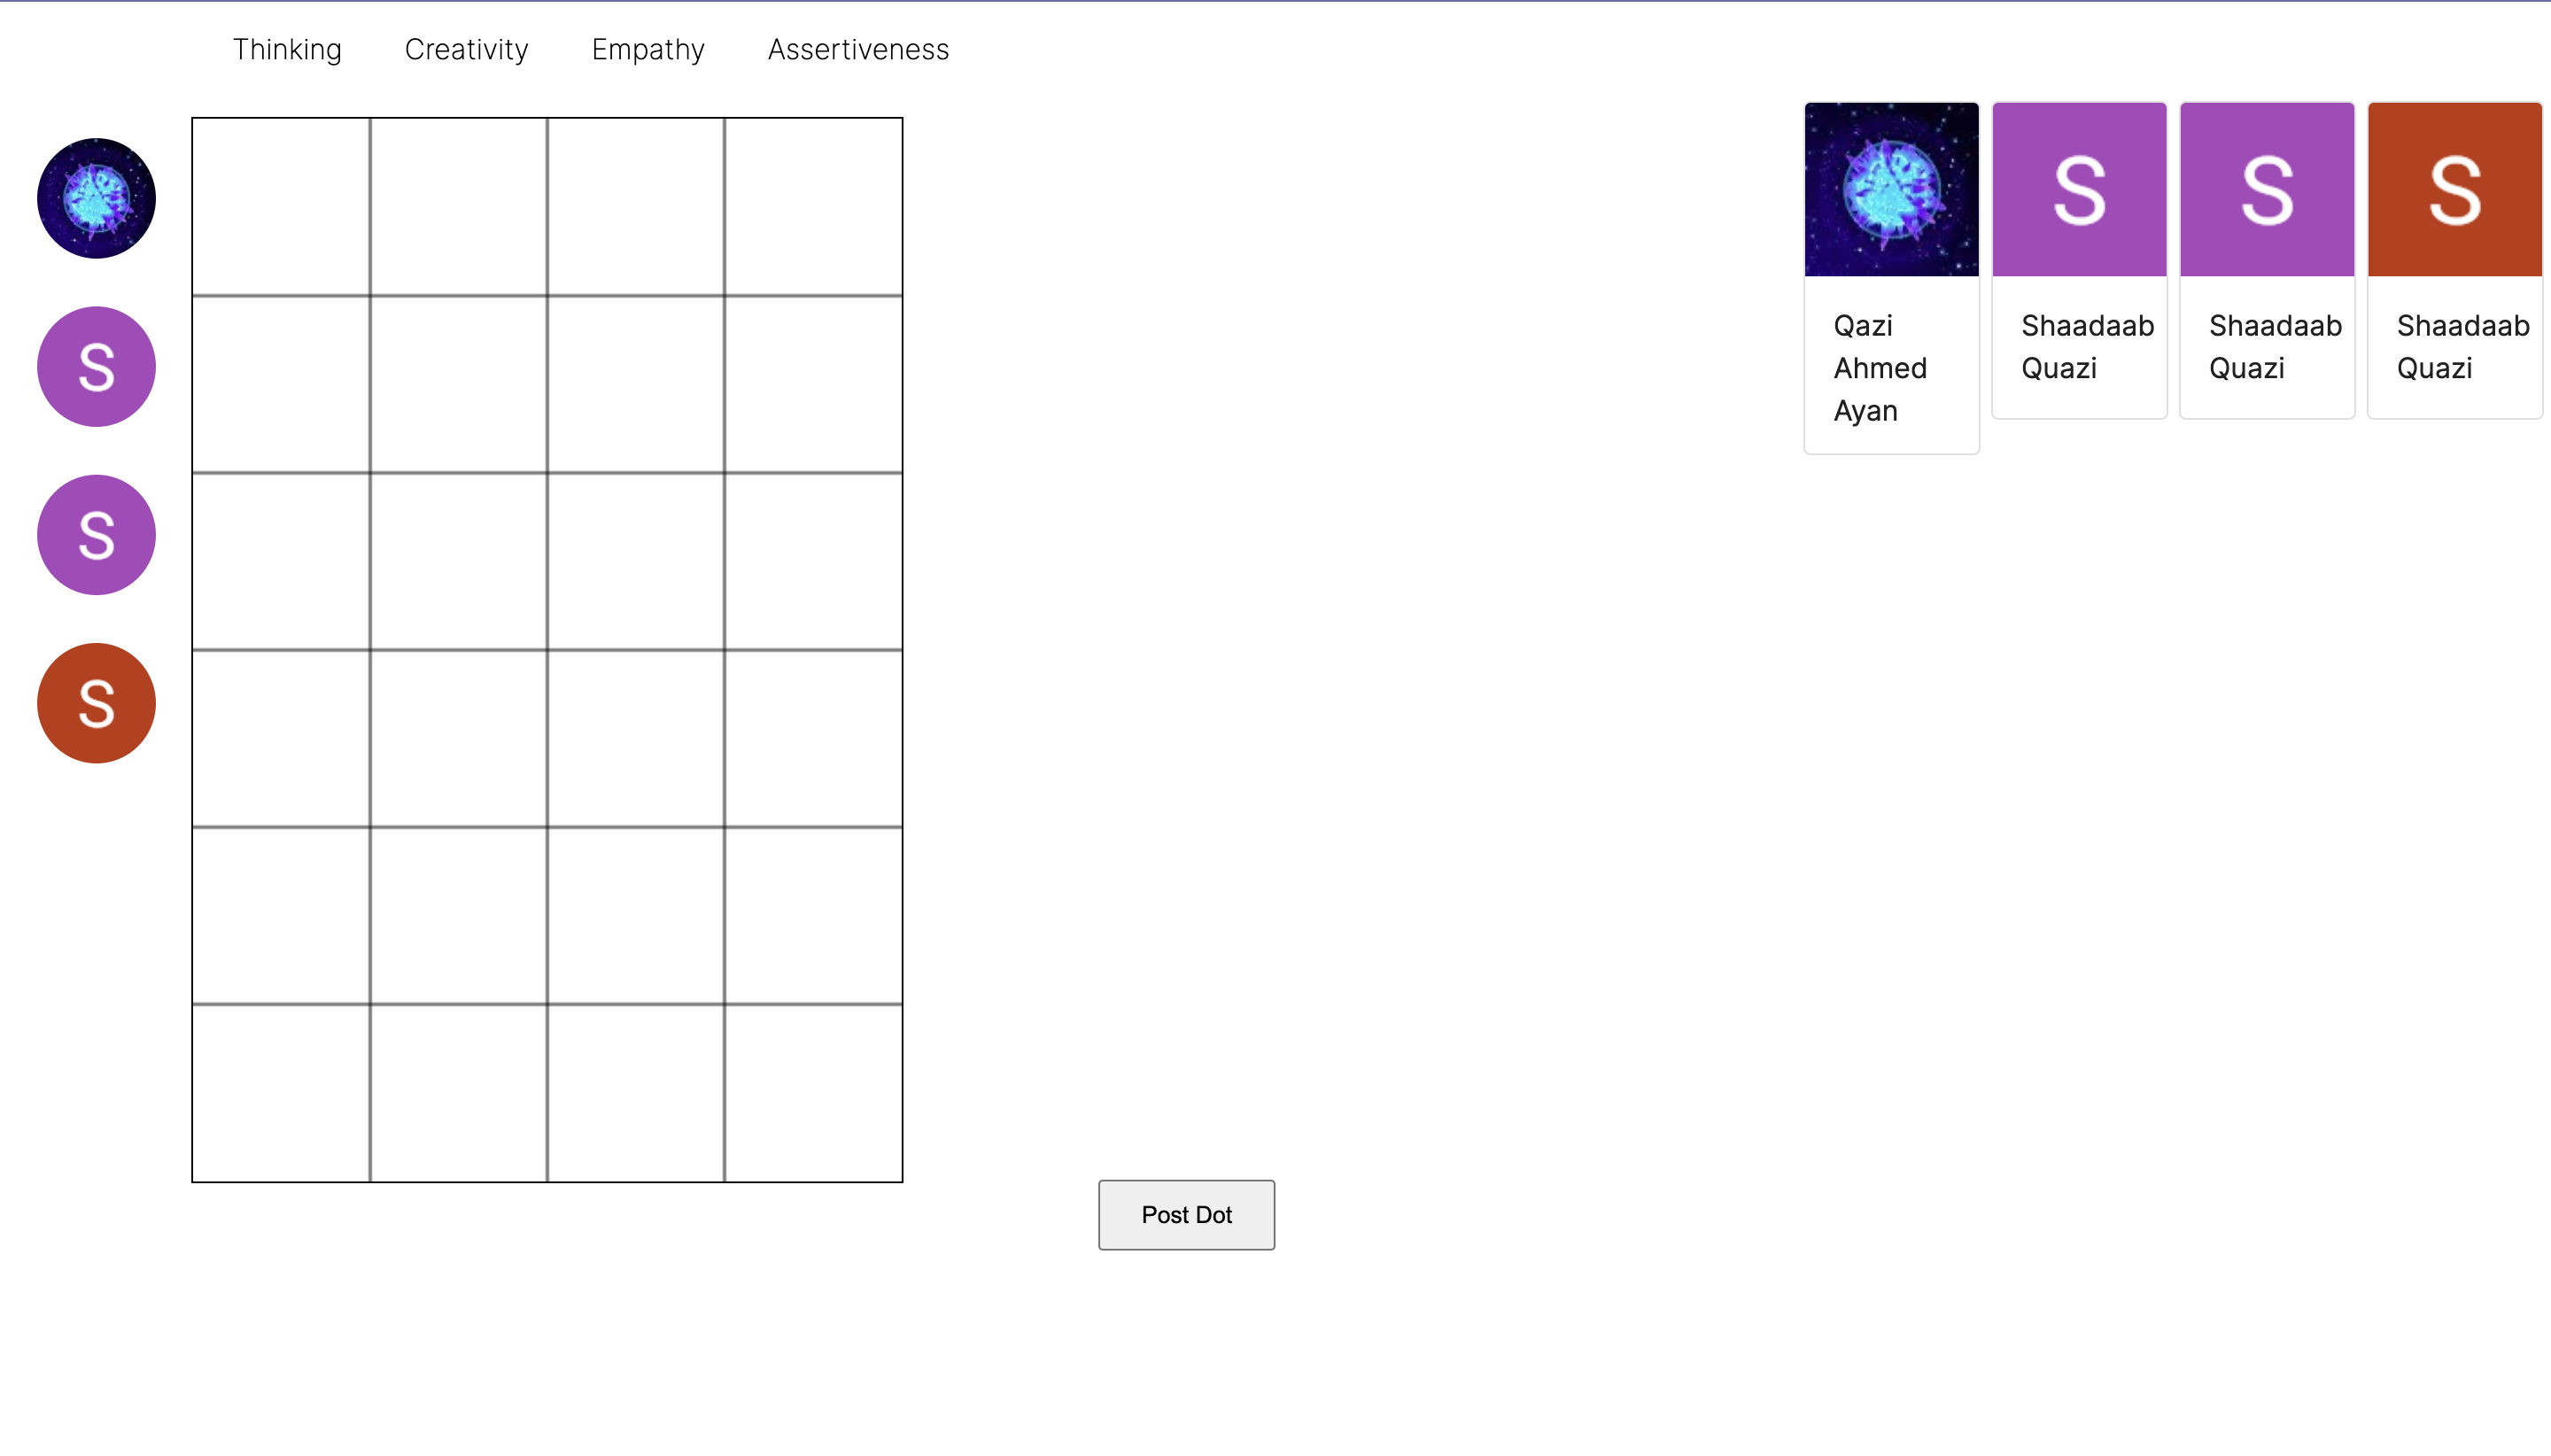 Thinking Creativity Empathy Assertiveness
S
S
S
S S S
Qazi Ahmed Ayan
Shaadaab Quazi
Shaadaab Quazi
Shaadaab Quazi
Post Dot